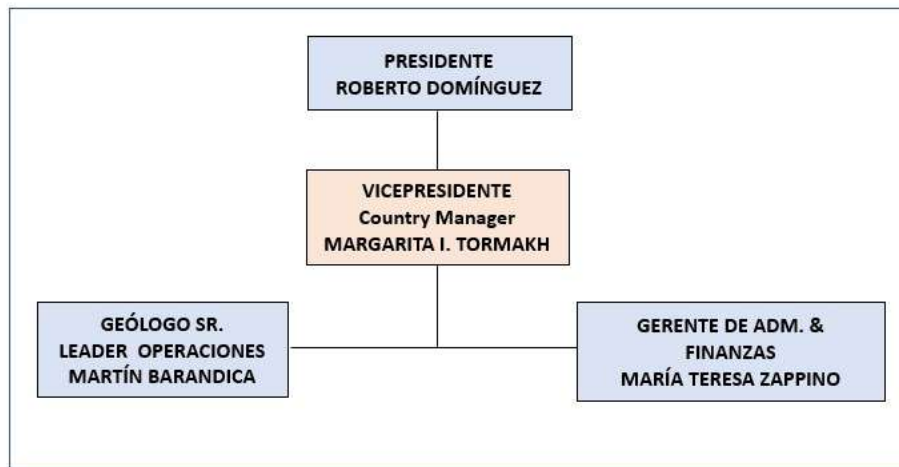 PRESIDENTE
ROBERTO DOMÍNGUEZ
VICEPRESIDENTE
Country Manager
MARGARITA I. TORMAKH
GEÓLOGO SR.
LEADER OPERACIONES
MARTÍN BARANDICA
GERENTE DE ADM. &
FINANZAS
MARÍA TERESA ZAPPINO